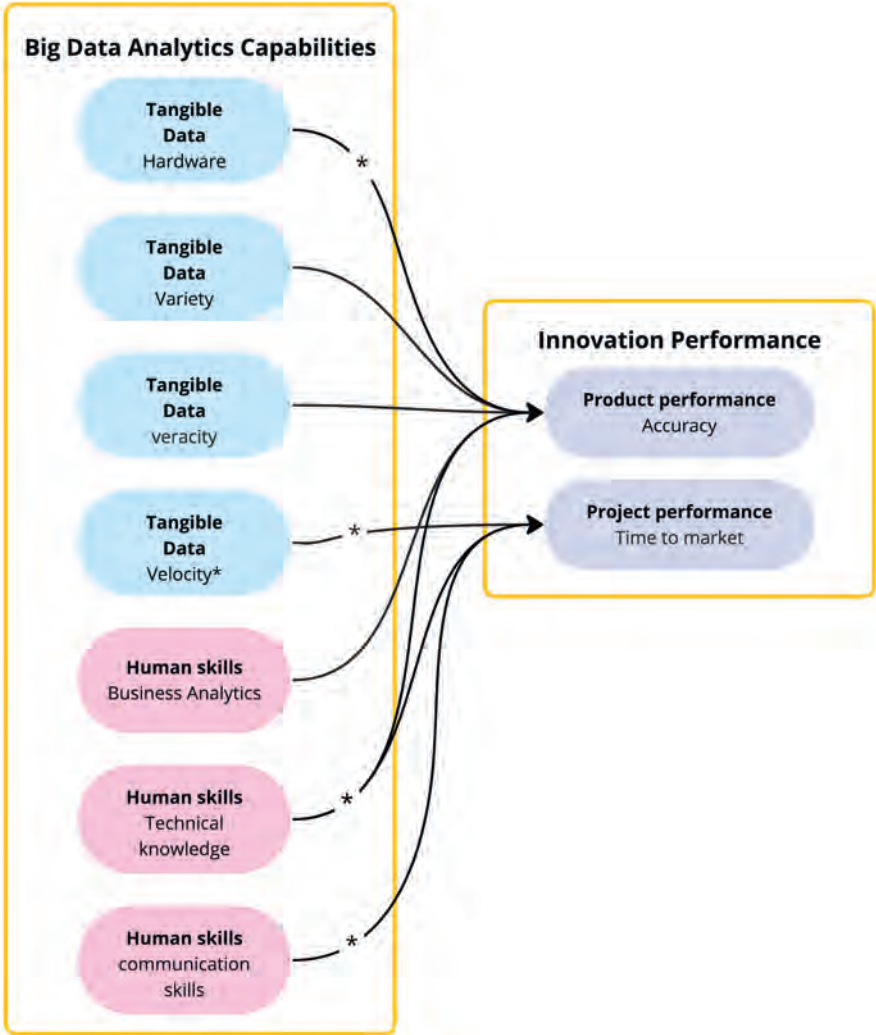 Big Data Analytics Capabilities
Tangible
Data
Hardware
*
Tangible
Data
Variety
Tangible
Data
veracity
Tangible
Data
Velocity*
*
Human skills
Business Analytics
Human skills
Technical
knowledge
*
Human skills
communication
skills
*
Innovation Performance
Product performance
Accuracy
Project performance
Time to market